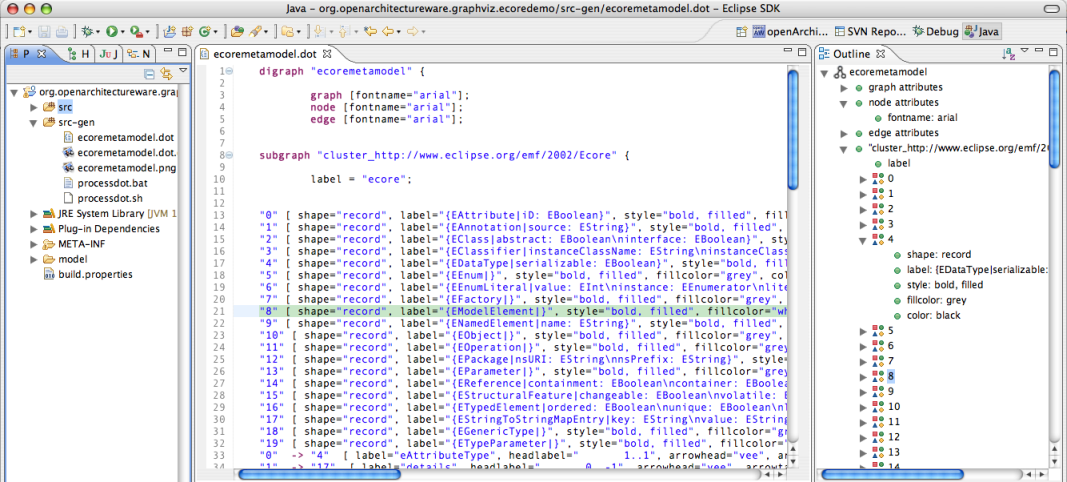 Java - org.openarchitectureware.graphviz.ecoredemo/src-gen/ecoremetamodel.dot - Eclipse SDK
openArchi... SVN Repo... Debug Java
P H Ju J N
ecoremetamodel.dot
Outline
org.openarchitectureware.grap
src
src-gen
ecoremetamodel.dot
ecoremetamodel.dot.
ecoremetamodel.png
processdot.bat
processdot.sh
JRE System Library [JVM 1
Plug-in Dependencies
META-INF
model
build.properties
1 digraph "ecoremetamodel" {
2
3 graph [fontname="arial"];
4 node [fontname="arial"];
5 edge [fontname="arial"];
6
7
8 subgraph "cluster_http://www.eclipse.org/emf/2002/Ecore" {
9
10 label = "ecore";
11
12
13 "0" [ shape="record", label="{EAttribute|iD: EBoolean}", style="bold, filled", fil
14 "1" [ shape="record", label="{EAnnotation|source: EString}", style="bold, filled",
15 "2" [ shape="record", label="{EClass|abstract: EBoolean\ninterface: EBoolean}", st
16 "3" [ shape="record", label="{EClassifier|instanceClassName: EString\ninstanceClass
17 "4" [ shape="record", label="{EDataType|serializable: EBoolean}", style="bold, fil
18 "5" [ shape="record", label="{EEnum|}", style="bold, filled", fillcolor="grey", col
19 "6" [ shape="record", label="{EEnumLiteral|value: EInt\ninstance: EEnumerator\nlite
20 "7" [ shape="record", label="{EFactory|}", style="bold, filled", fillcolor="grey",
21 "8" [ shape="record", label="{EModelElement|}", style="bold, filled", fillcolor="wh
22 "9" [ shape="record", label="{ENamedElement|name: EString}", style="bold, filled"
23 "10" [ shape="record", label="{EObject|}", style="bold, filled", fillcolor="grey",
24 "11" [ shape="record", label="{EOperation|}", style="bold, filled", fillcolor="grey
25 "12" [ shape="record", label="{EPackage|nsURI: EString\nnsPrefix: EString}", style=
26 "13" [ shape="record", label="{EParameter|}", style="bold, filled", fillcolor="grey
27 "14" [ shape="record", label="{EReference|containment: EBoolean\ncontainer: EBoolea
28 "15" [ shape="record", label="{EStructuralFeature|changeable: EBoolean\nvolatile: E
29 "16" [ shape="record", label="{ETypedElement|ordered: EBoolean\nunique: EBoolean\nl
30 "17" [ shape="record", label="{EStringToStringMapEntry|key: EString\nvalue: EString
31 "18" [ shape="record", label="{EGenericType|}", style="bold, filled", fillcolor="gr
32 "19" [ shape="record", label="{ETypeParameter|}", style="bold, filled", fillcolor="
33 "0" -> "4" [ label="eAttributeType", headlabel=" 1..1", arrowhead="vee", ar
34 "1" -> "17" [ label="details", headlabel=" 0..-1", arrowhead="vee", arrowta
ecoremetamodel
graph attributes
node attributes
fontname: arial
edge attributes
"cluster_http://www.eclipse.org/emf/2
label
0
1
2
3
4
shape: record
label: {EDataType|serializable:
style: bold, filled
fillcolor: grey
color: black
5
6
7
8
9
10
11
12
13
14